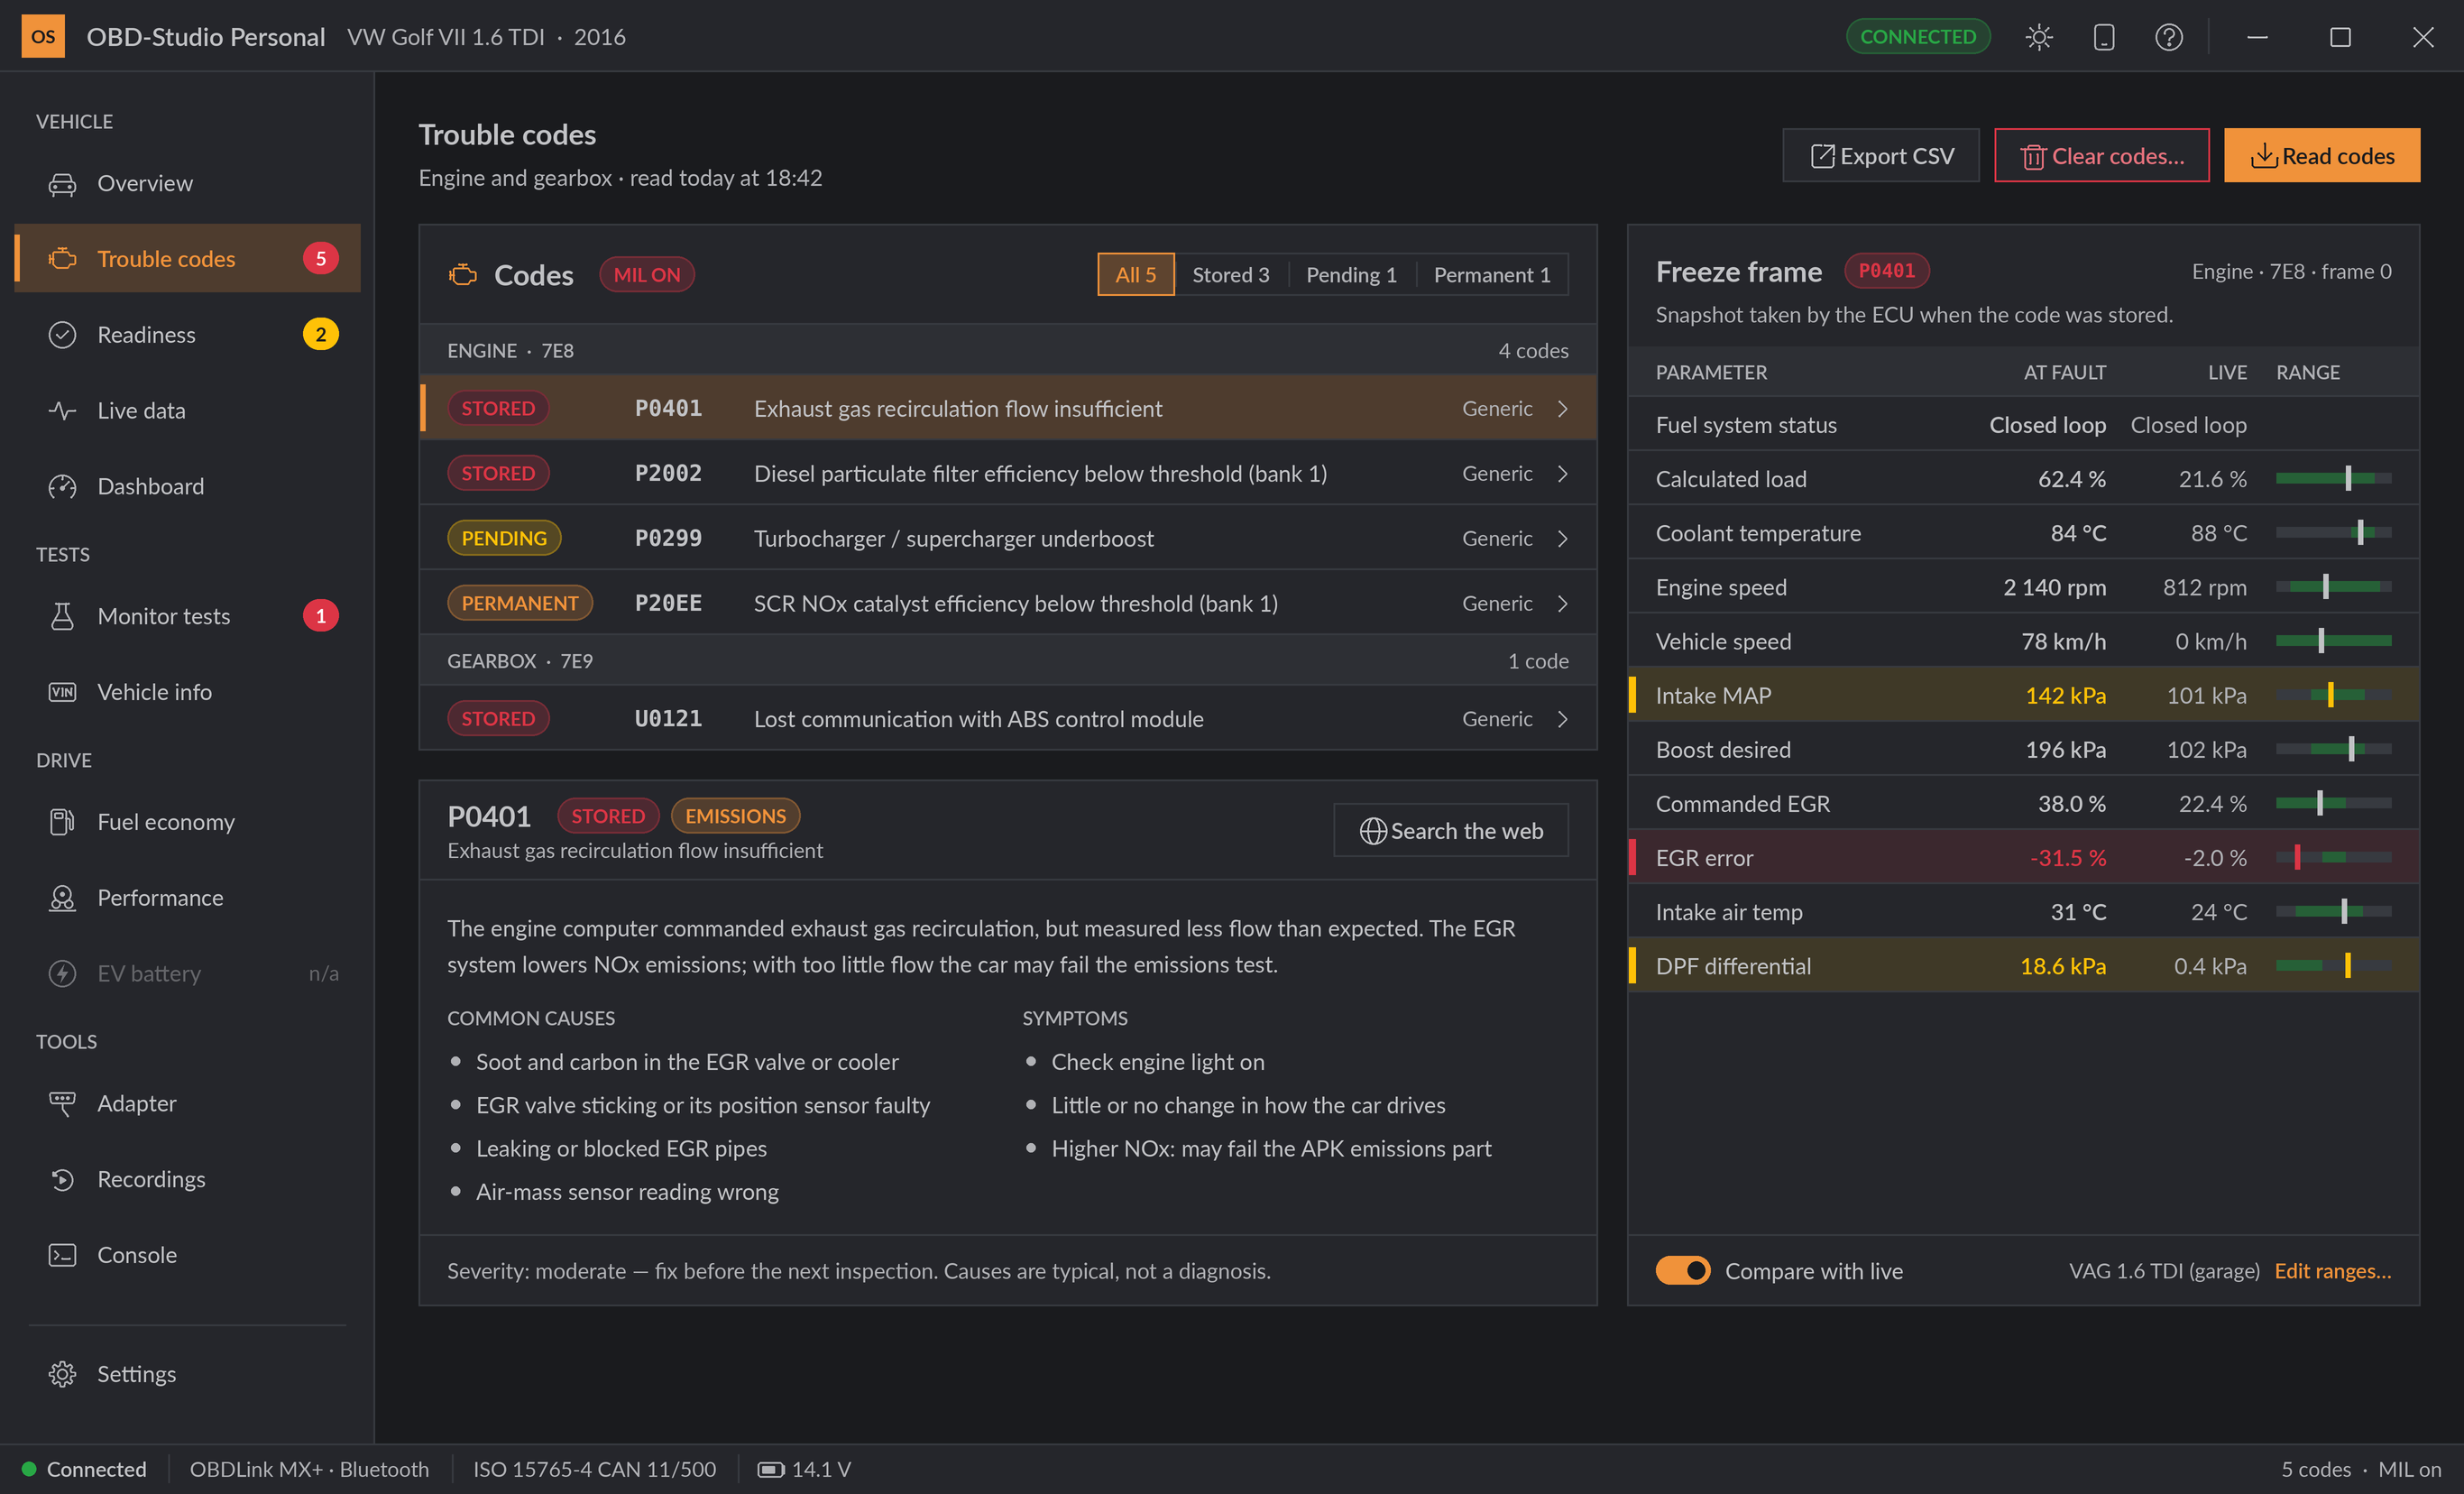 OS OBD-Studio Personal VW Golf VII 1.6 TDI · 2016 CONNECTED
VEHICLE
Overview
Trouble codes 5
Readiness 2
Live data
Dashboard
TESTS
Monitor tests 1
VIN Vehicle info
DRIVE
Fuel economy
Performance
EV battery n/a
TOOLS
Adapter
Recordings
Console
Settings
Trouble codes
Engine and gearbox · read today at 18:42
Export CSV Clear codes... Read codes
Codes MIL ON All 5 Stored 3 Pending 1 Permanent 1
ENGINE · 7E8 4 codes
STORED P0401 Exhaust gas recirculation flow insufficient Generic
STORED P2002 Diesel particulate filter efficiency below threshold (bank 1) Generic
PENDING P0299 Turbocharger / supercharger underboost Generic
PERMANENT P20EE SCR NOx catalyst efficiency below threshold (bank 1) Generic
GEARBOX · 7E9 1 code
STORED U0121 Lost communication with ABS control module Generic
P0401 STORED EMISSIONS
Exhaust gas recirculation flow insufficient
Search the web
The engine computer commanded exhaust gas recirculation, but measured less flow than expected. The EGR
system lowers NOx emissions; with too little flow the car may fail the emissions test.
COMMON CAUSES
Soot and carbon in the EGR valve or cooler
EGR valve sticking or its position sensor faulty
Leaking or blocked EGR pipes
Air-mass sensor reading wrong
SYMPTOMS
Check engine light on
Little or no change in how the car drives
Higher NOx: may fail the APK emissions part
Severity: moderate — fix before the next inspection. Causes are typical, not a diagnosis.
Freeze frame P0401 Engine · 7E8 · frame 0
Snapshot taken by the ECU when the code was stored.
PARAMETER AT FAULT LIVE RANGE
Fuel system status Closed loop Closed loop
Calculated load 62.4 % 21.6 %
Coolant temperature 84 °C 88 °C
Engine speed 2 140 rpm 812 rpm
Vehicle speed 78 km/h 0 km/h
Intake MAP 142 kPa 101 kPa
Boost desired 196 kPa 102 kPa
Commanded EGR 38.0 % 22.4 %
EGR error -31.5 % -2.0 %
Intake air temp 31 °C 24 °C
DPF differential 18.6 kPa 0.4 kPa
Compare with live VAG 1.6 TDI (garage) Edit ranges...
Connected OBDLink MX+ · Bluetooth ISO 15765-4 CAN 11/500 14.1 V 5 codes · MIL on